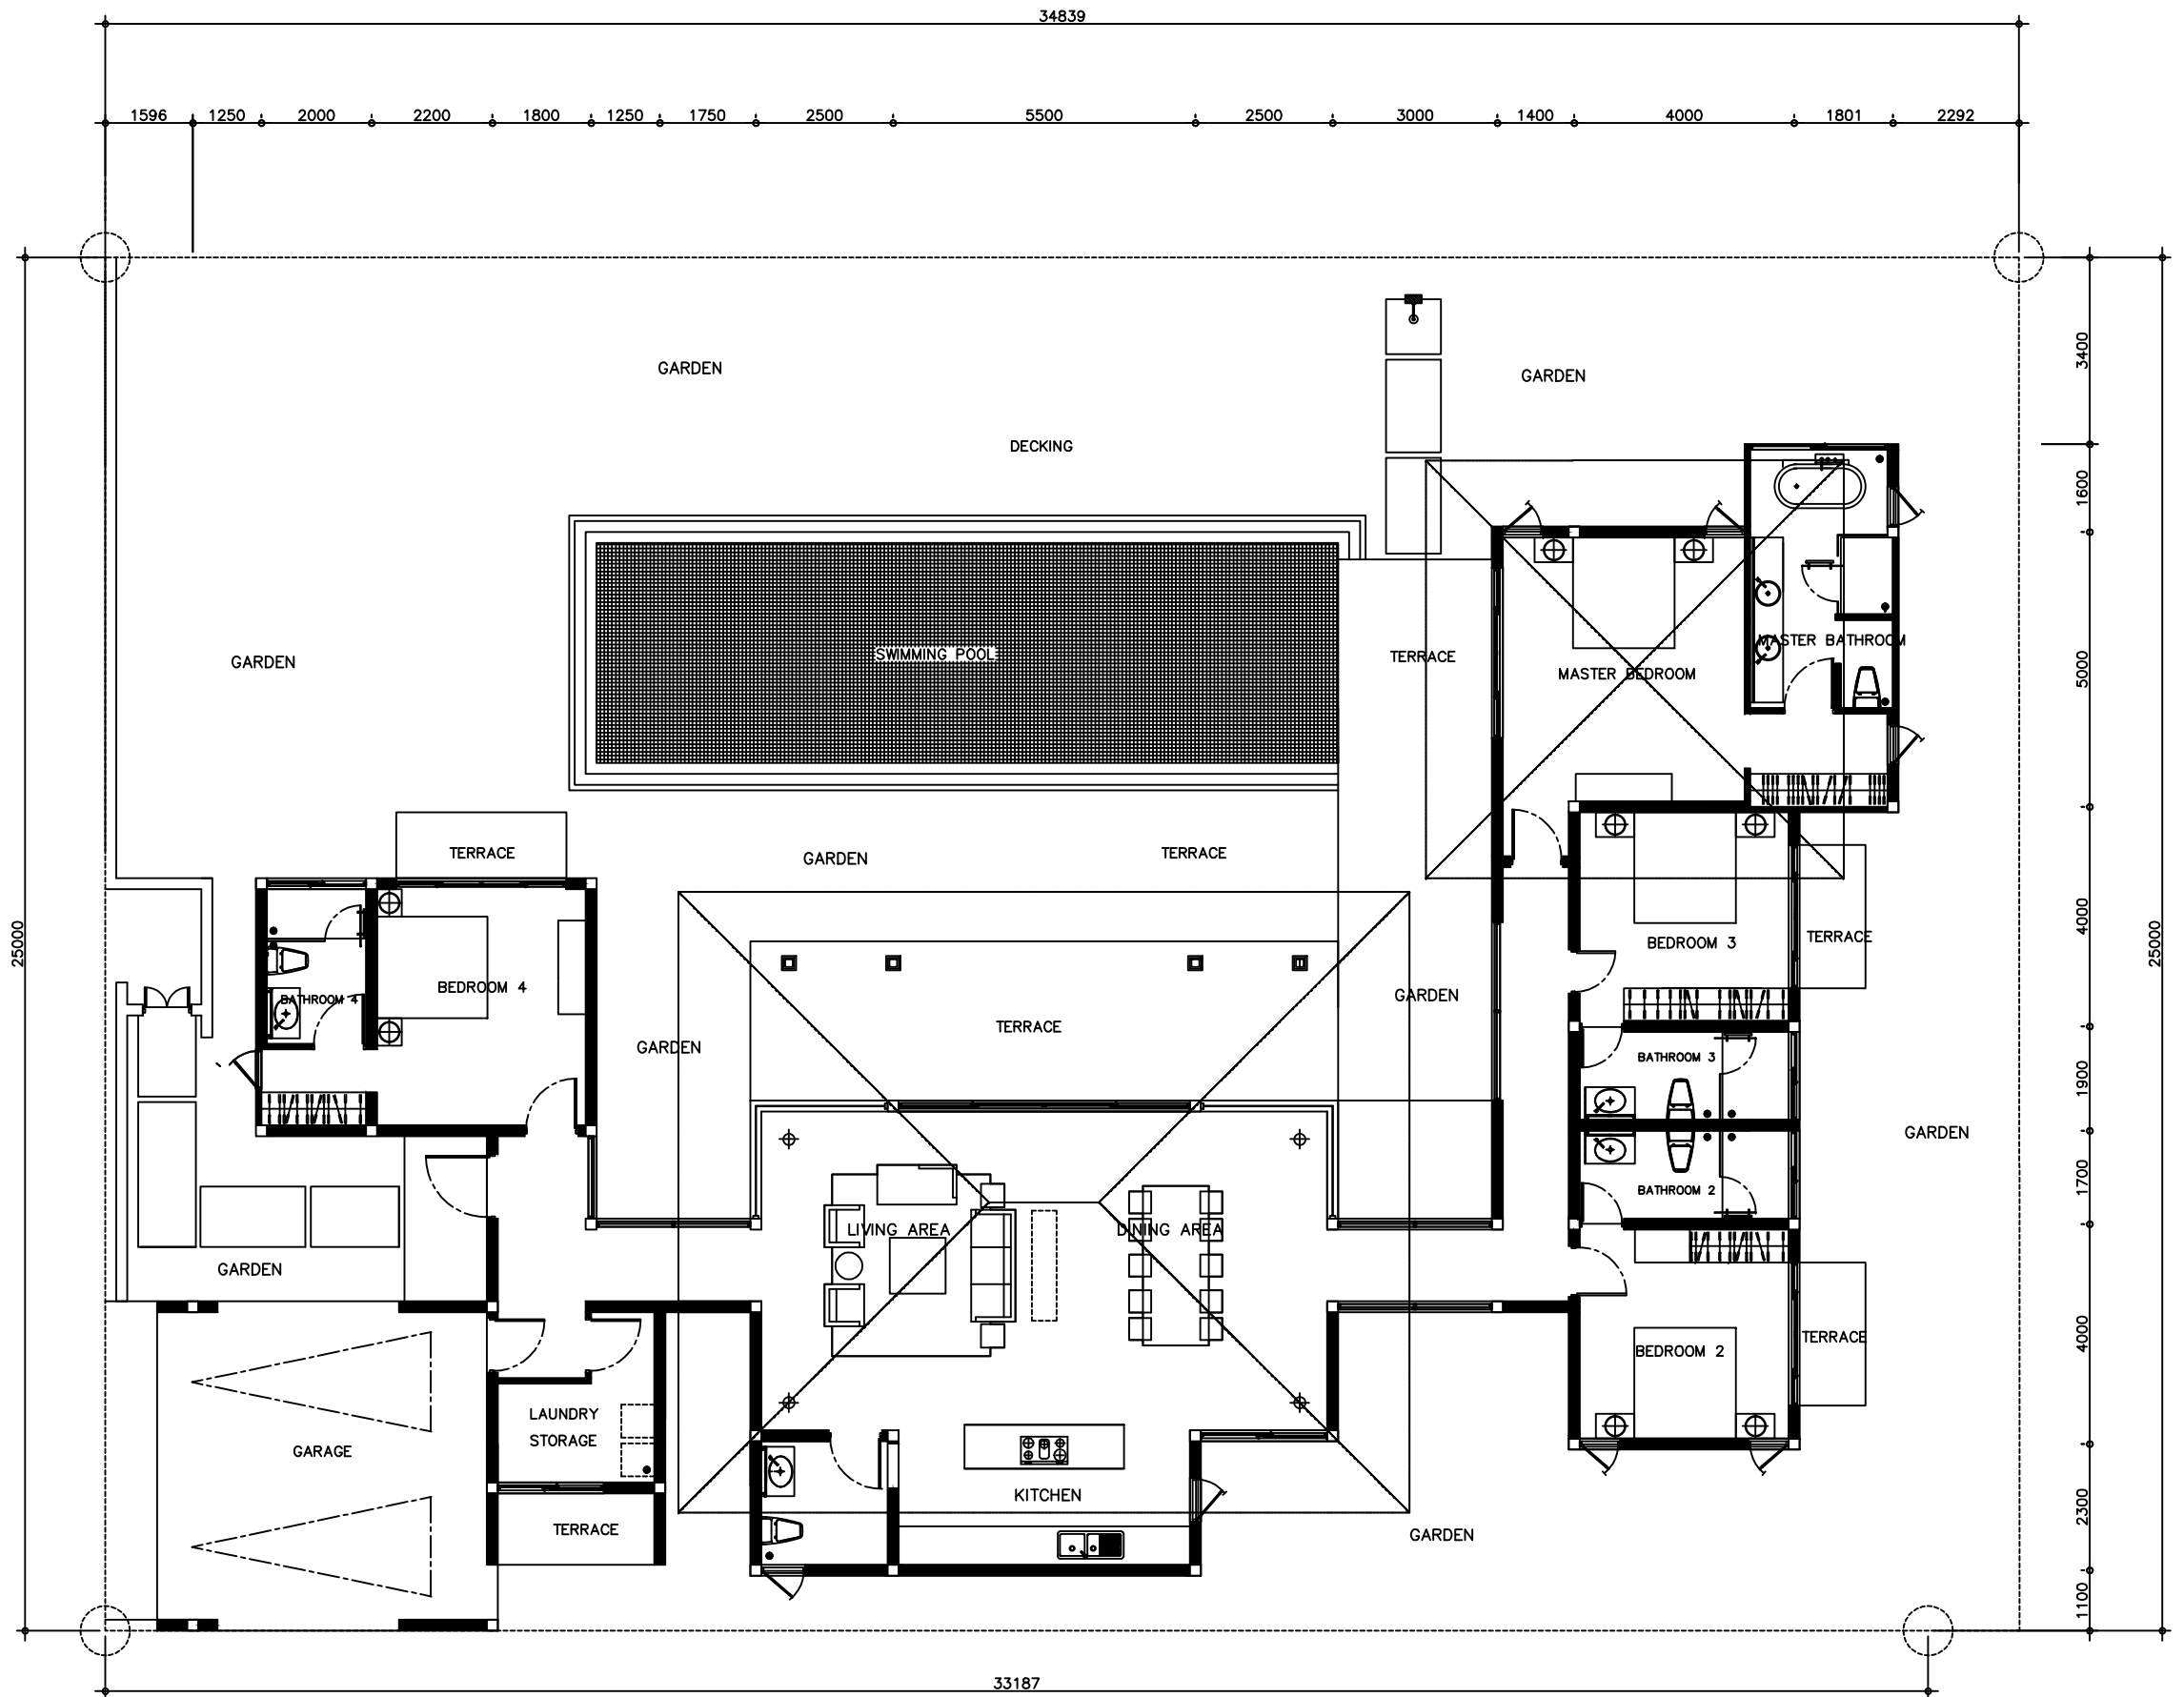 34839
1596 1250 2000 2200 1800 1250 1750 2500 5500 2500 3000 1400 4000 1801 2292
3400
GARDEN
GARDEN
DECKING
1600
MASTER BATHROOM
SWIMMING POOL
TERRACE
GARDEN
5000
MASTER BEDROOM
TERRACE
GARDEN
TERRACE
4000
TERRACE
BEDROOM 3
25000
25000
BEDROOM 4
GARDEN
BATHROOM 4
TERRACE
GARDEN
BATHROOM 3
1900
GARDEN
1700
BATHROOM 2
LIVING AREA
DINING AREA
GARDEN
4000
TERRACE
BEDROOM 2
LAUNDRY
STORAGE
GARAGE
KITCHEN
2300
TERRACE
GARDEN
1100
33187